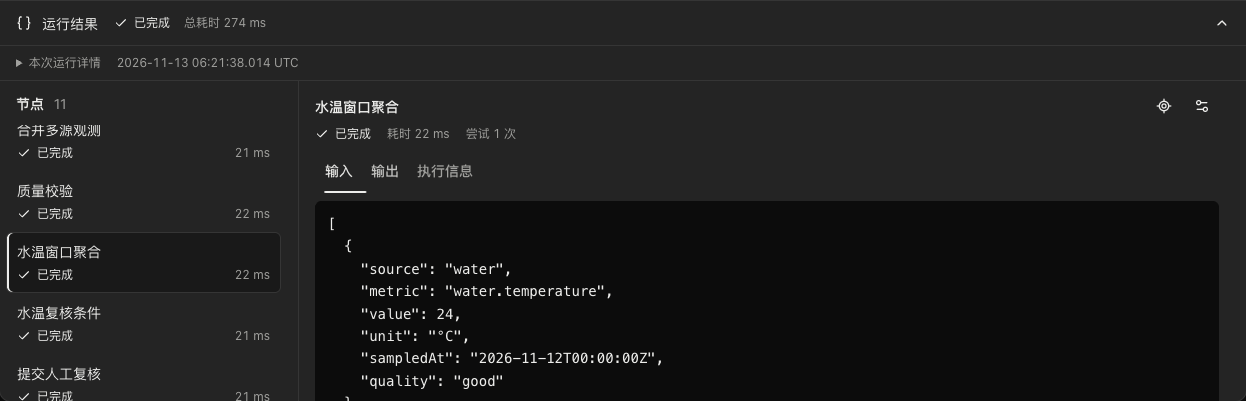 {} 运行结果 已完成 总耗时 274 ms
本次运行详情 2026-11-13 06:21:38.014 UTC
节点 11
合并多源观测
已完成 21 ms
质量校验
已完成 22 ms
水温窗口聚合
已完成 22 ms
水温复核条件
已完成 21 ms
提交人工复核
已完成 21 ms
水温窗口聚合
已完成 耗时 22 ms 尝试 1 次
输入 输出 执行信息
[
  {
    "source": "water",
    "metric": "water.temperature",
    "value": 24,
    "unit": "°C",
    "sampledAt": "2026-11-12T00:00:00Z",
    "quality": "good"
  }